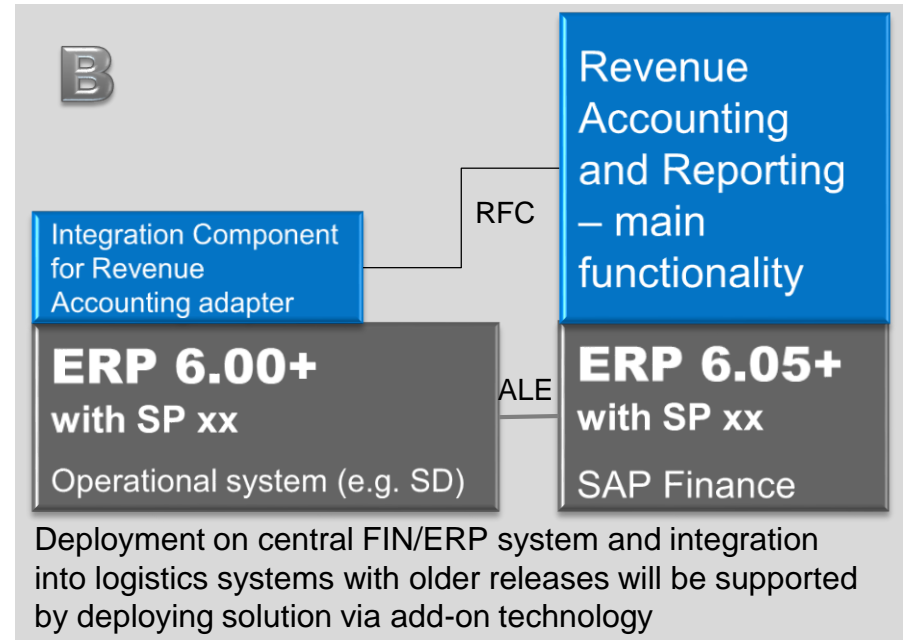 B
Revenue
Accounting
and Reporting
– main
functionality
RFC
Integration Component
for Revenue
Accounting adapter
ERP 6.00+
with SP xx
Operational system (e.g. SD)
ALE
ERP 6.05+
with SP xx
SAP Finance
Deployment on central FIN/ERP system and integration
into logistics systems with older releases will be supported
by deploying solution via add-on technology